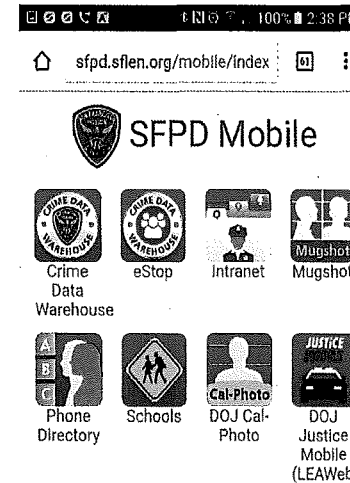 100% 2:38 PM
sfpd.sflen.org/mobile/index 61
SFPD Mobile
CRIME DATA WAREHOUSE
CRIME DATA WAREHOUSE
Mugshot
Crime Data Warehouse
eStop
Intranet
Mugshot
A
B
C
Cal-Photo
JUSTICE
Phone Directory
Schools
DOJ Cal-Photo
DOJ Justice Mobile (LEAWeb